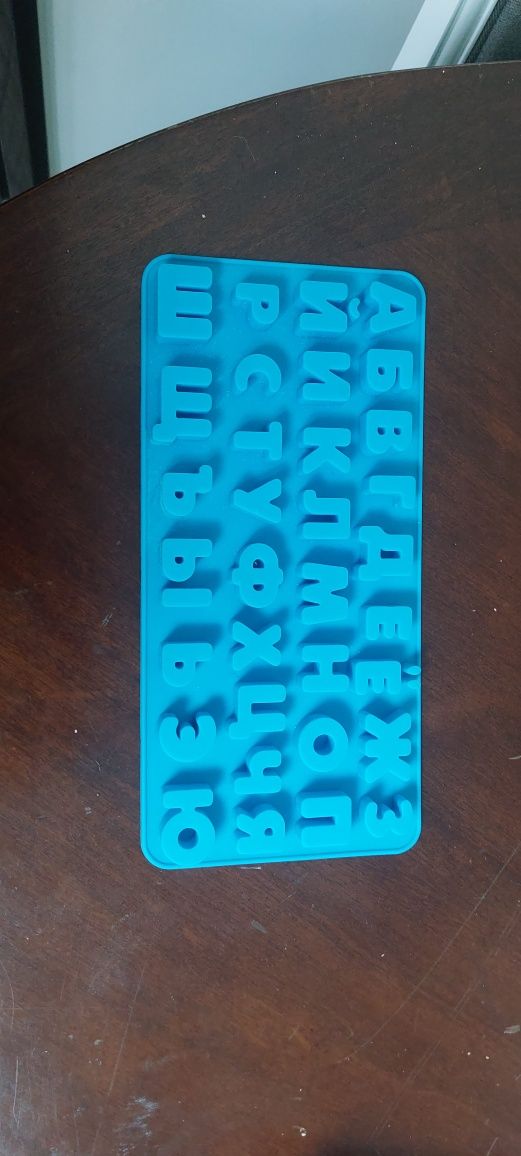 А Б В Г Д Е Ё Ж З
Й И К Л М Н О П
Р С Т У Ф Х Ц Ч Я
Ш Щ Ъ Ы Ь Э Ю